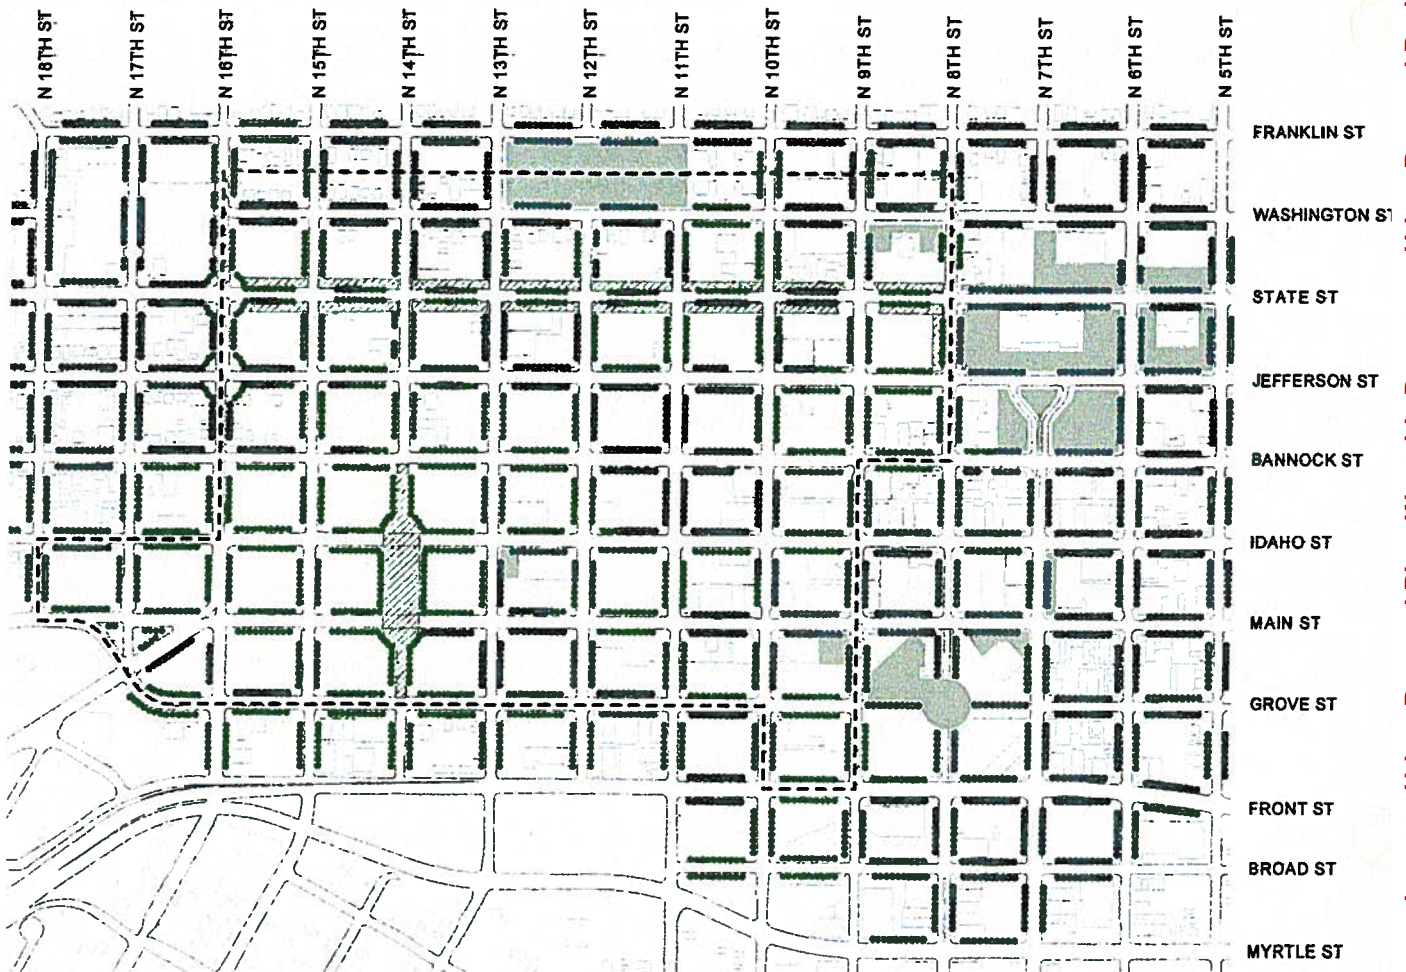 N 18TH ST
N 17TH ST
N 16TH ST
N 15TH ST
N 14TH ST
N 13TH ST
N 12TH ST
N 11TH ST
N 10TH ST
N 9TH ST
N 8TH ST
N 7TH ST
N 6TH ST
N 5TH ST
FRANKLIN ST
WASHINGTON ST
STATE ST
JEFFERSON ST
BANNOCK ST
IDAHO ST
MAIN ST
GROVE ST
FRONT ST
BROAD ST
MYRTLE ST